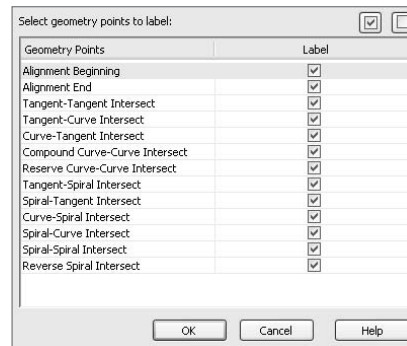 Select geometry points to label:
Geometry Points Label
Alignment Beginning
Alignment End
Tangent-Tangent Intersect
Tangent-Curve Intersect
Curve-Tangent Intersect
Compound Curve-Curve Intersect
Reserve Curve-Curve Intersect
Tangent-Spiral Intersect
Spiral-Tangent Intersect
Curve-Spiral Intersect
Spiral-Curve Intersect
Spiral-Spiral Intersect
Reverse Spiral Intersect
OK Cancel Help